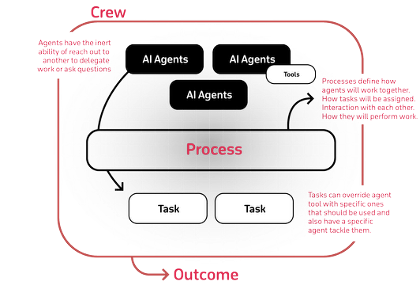 Crew
Agents have the inert
ability of reach out to
another to delegate
work or ask questions
AI Agents
AI Agents
Tools
AI Agents
Processes define how
agents will work together.
How tasks will be assigned.
Interaction with each other.
How they will perform work.
Process
Task
Task
Tasks can override agent
tool with specific ones
that should be used and
also have a specific
agent tackle them.
Outcome